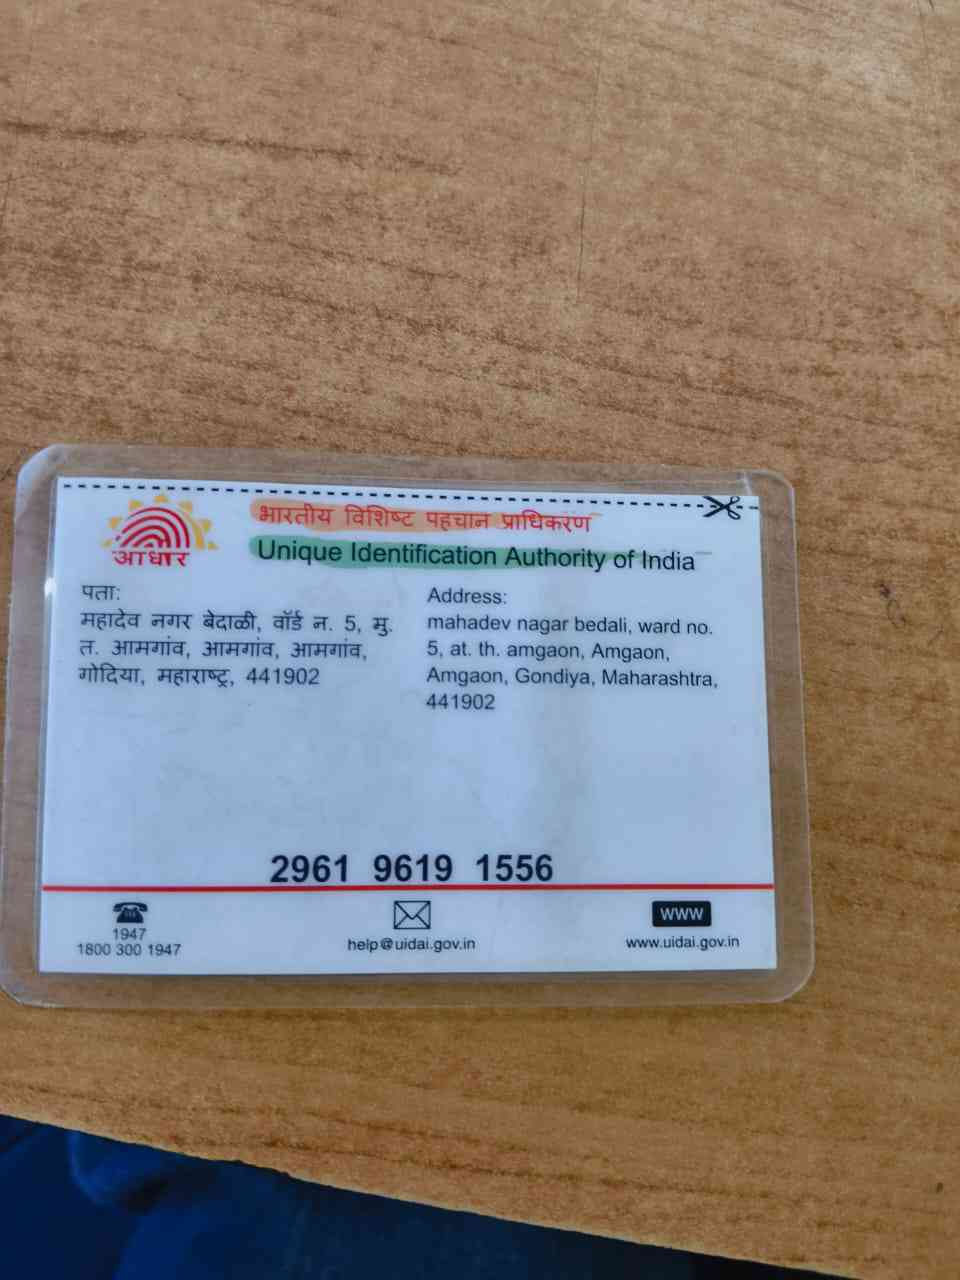 आधार
भारतीय विशिष्ट पहचान प्राधिकरण
Unique Identification Authority of India
पता:
महादेव नगर बेदाळी, वॉर्ड न. 5, मु.
त. आमगांव, आमगांव, आमगांव,
गोदिया, महाराष्ट्र, 441902
Address:
mahadev nagar bedali, ward no.
5, at. th. amgaon, Amgaon,
Amgaon, Gondiya, Maharashtra,
441902
2961 9619 1556
1947
1800 300 1947
help@uidai.gov.in
WWW
www.uidai.gov.in